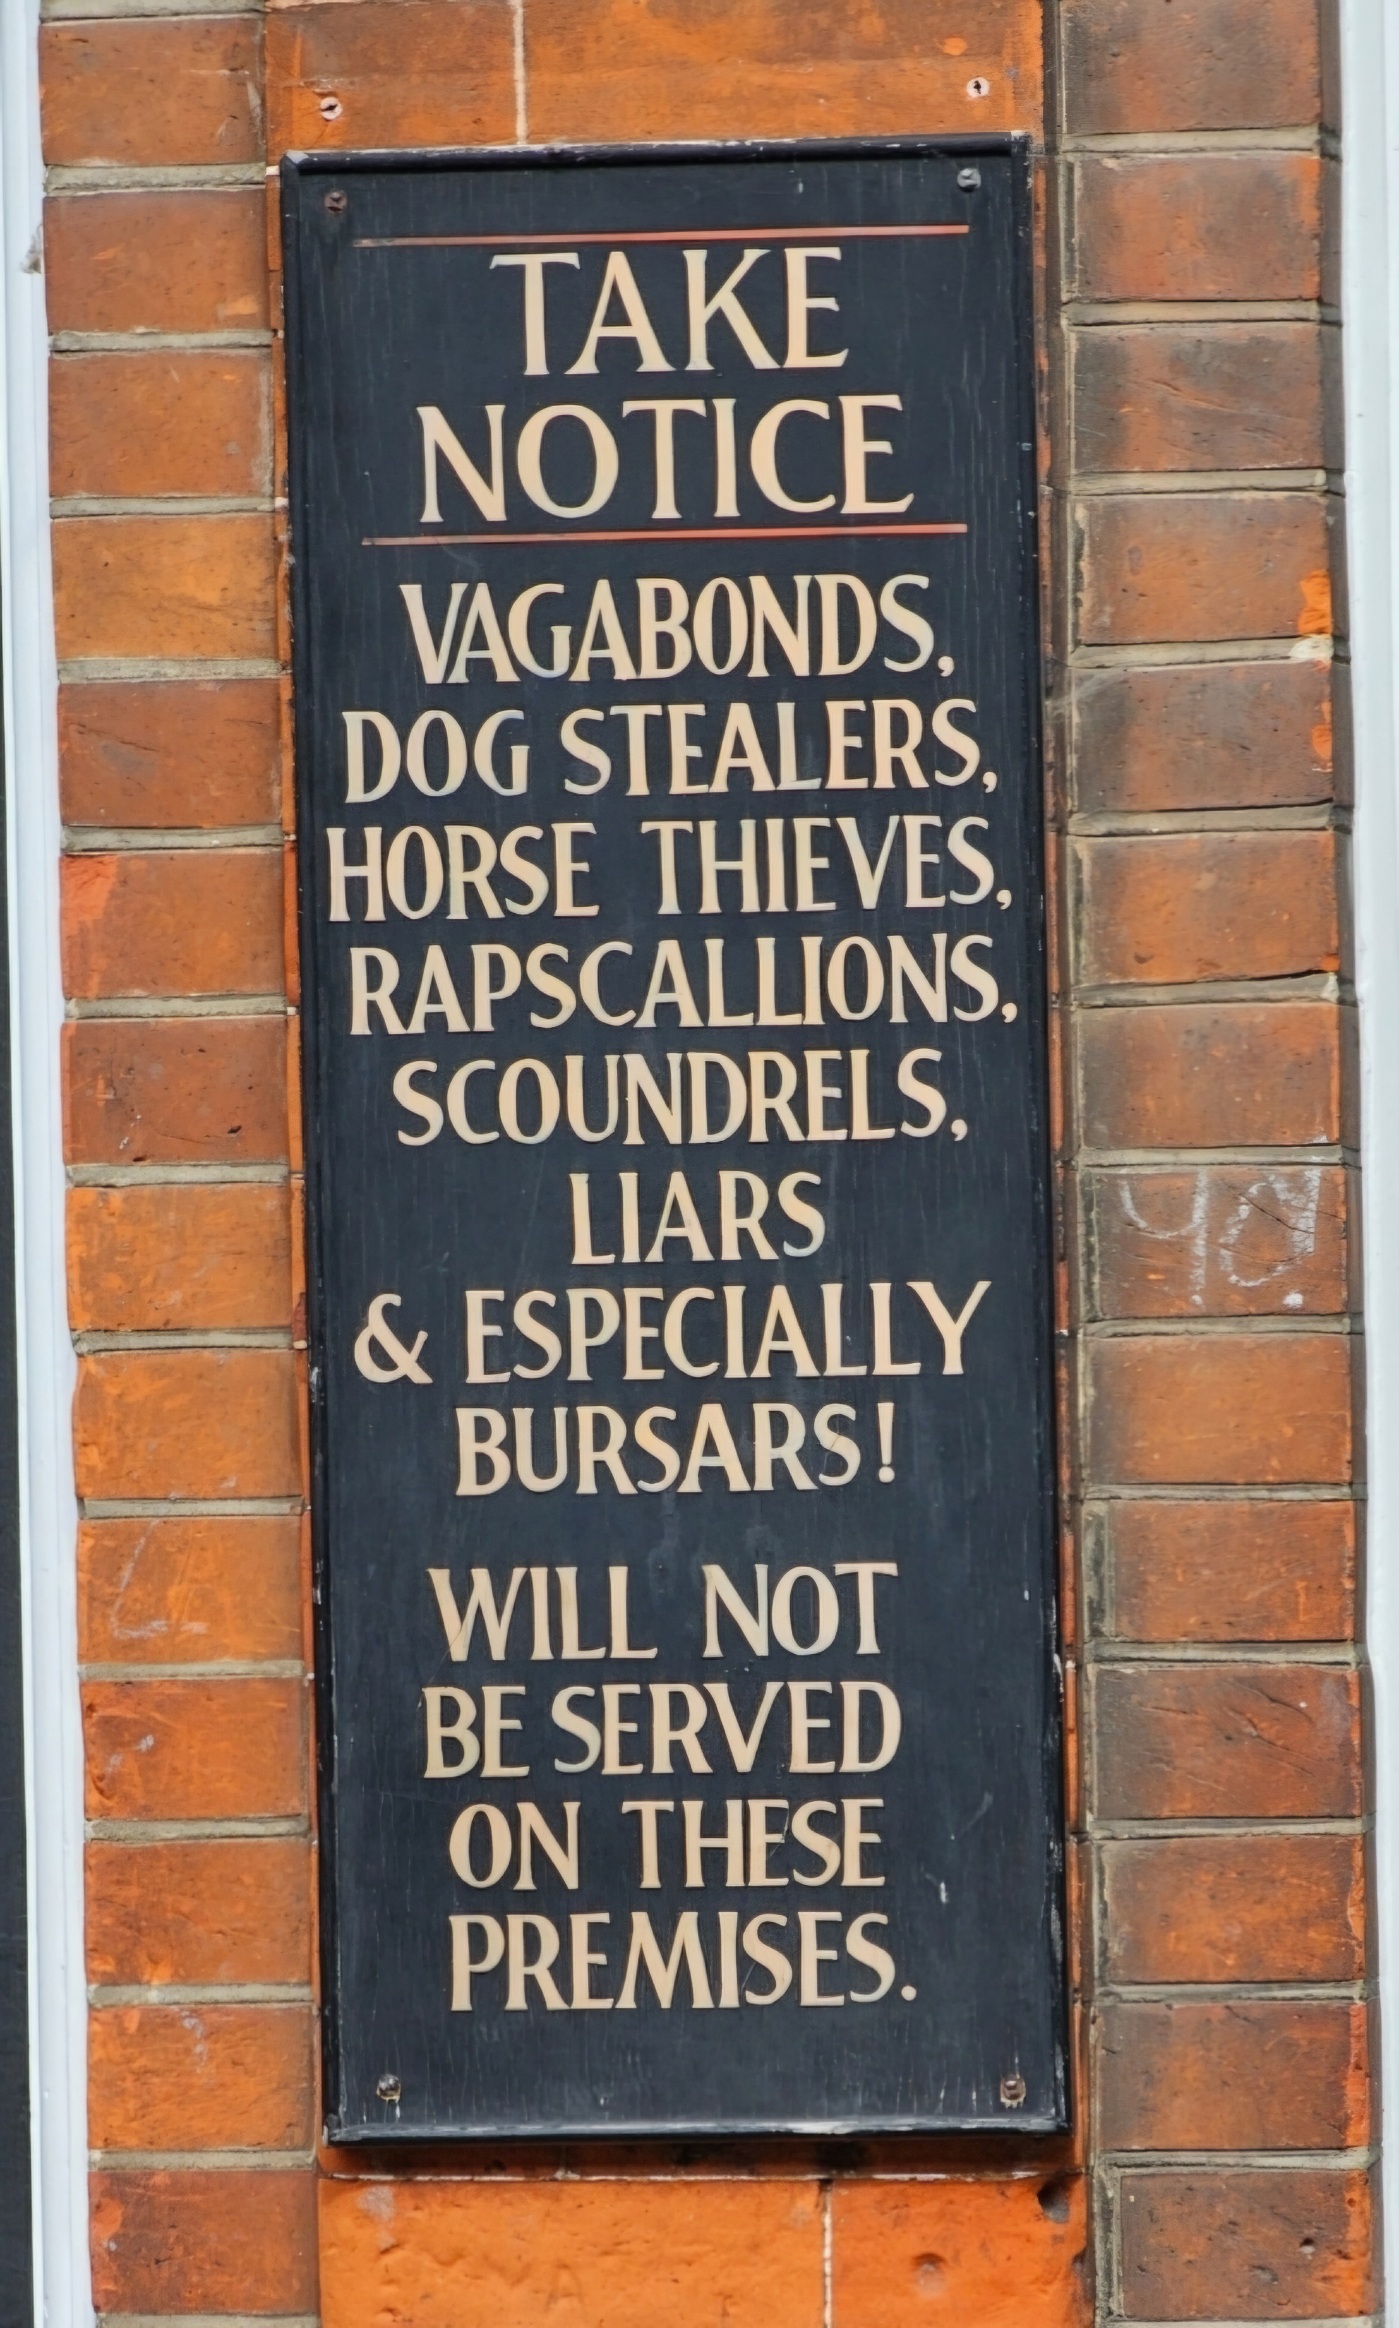 TAKE
NOTICE
VAGABONDS,
DOG STEALERS,
HORSE THIEVES,
RAPSCALLIONS,
SCOUNDRELS,
LIARS
& ESPECIALLY
BURSARS!
WILL NOT
BE SERVED
ON THESE
PREMISES.